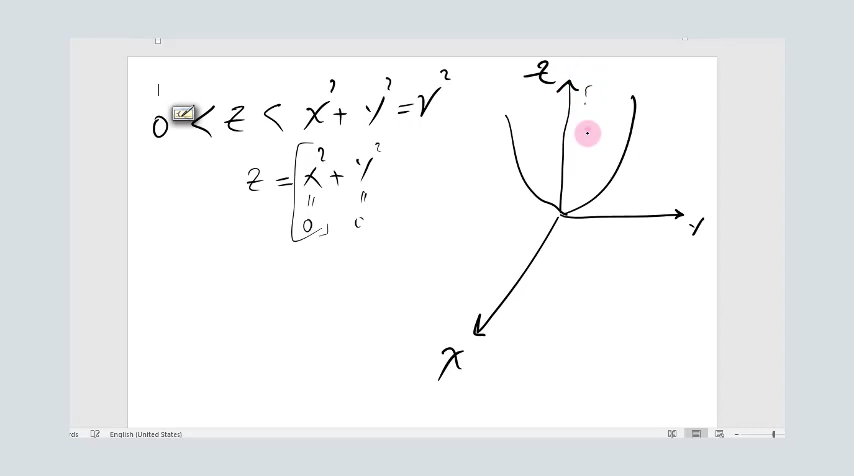 0 < z < x² + y² = r²
z = x² + y²
" "
0
z
y
x
English (United States)